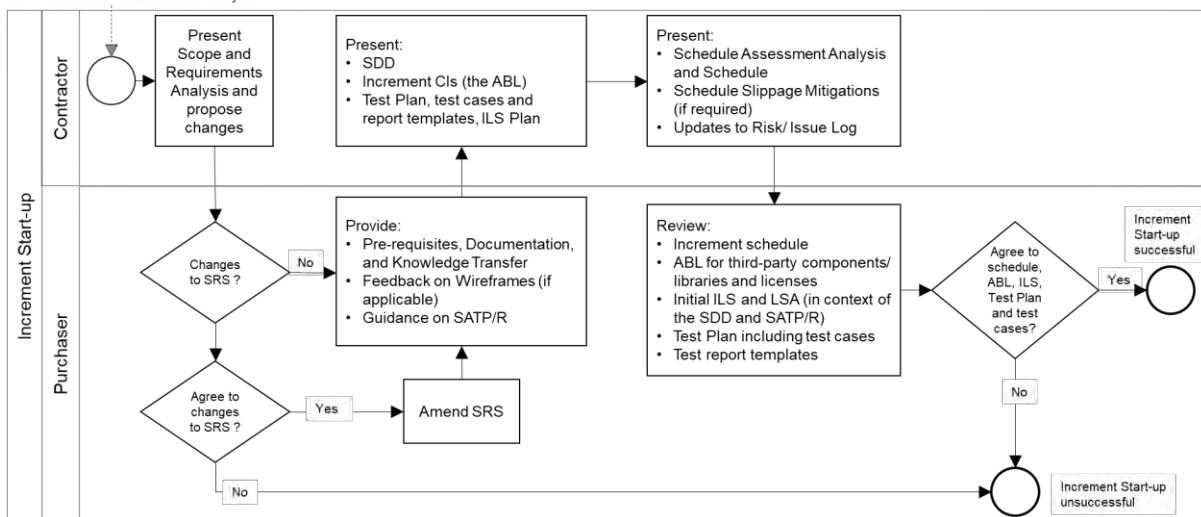 Increment Start-up
Contractor
Purchaser
Present
Scope and
Requirements
Analysis and
propose
changes
Present:
• SDD
• Increment CIs (the ABL)
• Test Plan, test cases and
report templates, ILS Plan
Present:
• Schedule Assessment Analysis
and Schedule
• Schedule Slippage Mitigations
(if required)
• Updates to Risk/ Issue Log
Changes
to SRS ?
No
Provide:
• Pre-requisites, Documentation,
and Knowledge Transfer
• Feedback on Wireframes (if
applicable)
• Guidance on SATP/R
Review:
• Increment schedule
• ABL for third-party components/
libraries and licenses
• Initial ILS and LSA (in context of
the SDD and SATP/R)
• Test Plan including test cases
• Test report templates
Agree to
schedule,
ABL, ILS,
Test Plan
and test
cases?
Yes
Increment
Start-up
successful
Agree to
changes
to SRS ?
Yes
Amend SRS
No
No
Increment Start-up
unsuccessful